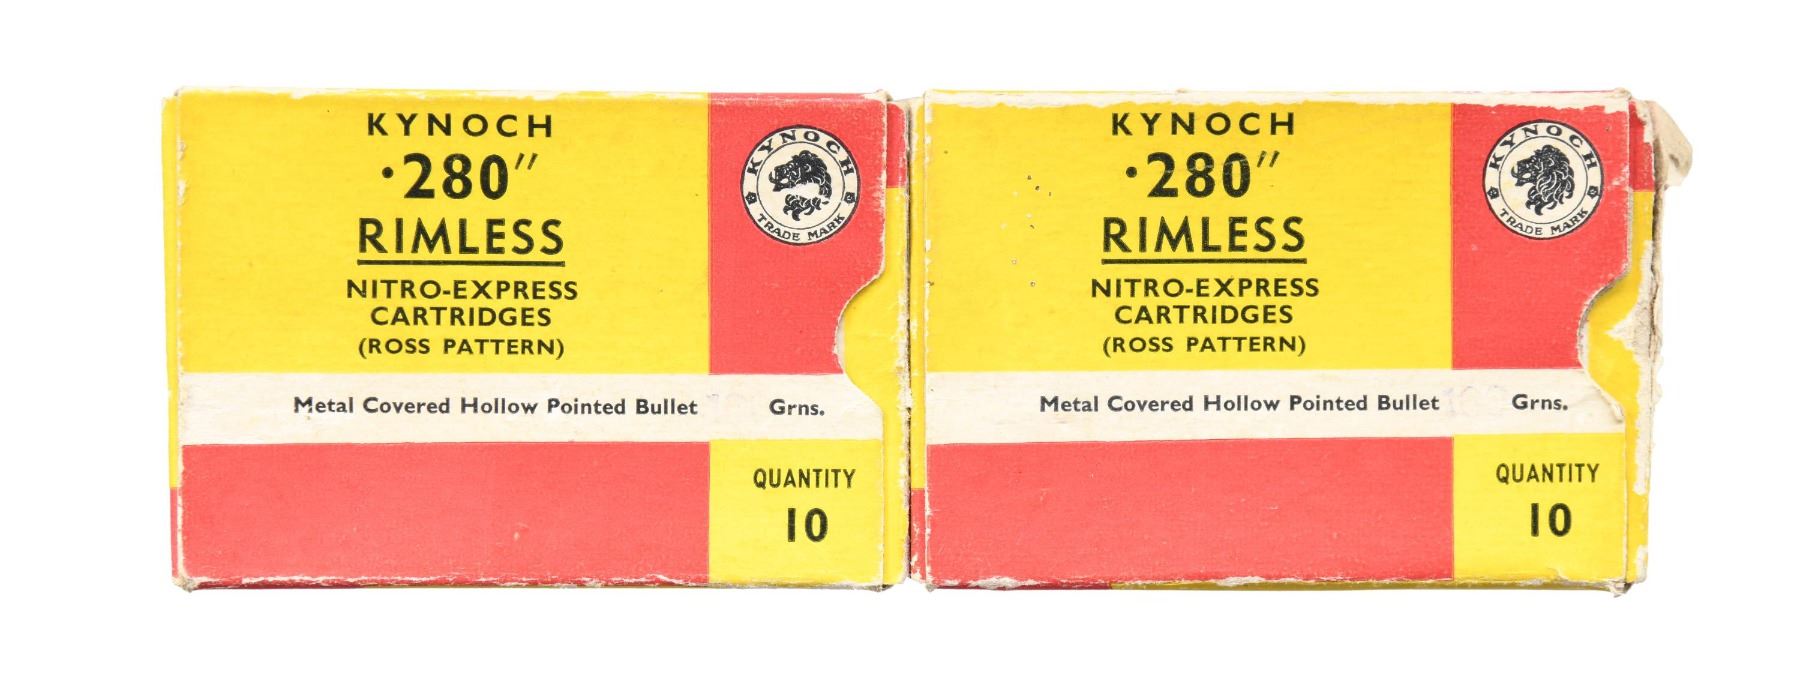 KYNOCH
·280″
RIMLESS
NITRO-EXPRESS
CARTRIDGES
(ROSS PATTERN)
KYNOCH
TRADE MARK
Metal Covered Hollow Pointed Bullet Grns.
QUANTITY
10
KYNOCH
·280″
RIMLESS
NITRO-EXPRESS
CARTRIDGES
(ROSS PATTERN)
KYNOCH
TRADE MARK
Metal Covered Hollow Pointed Bullet Grns.
QUANTITY
10